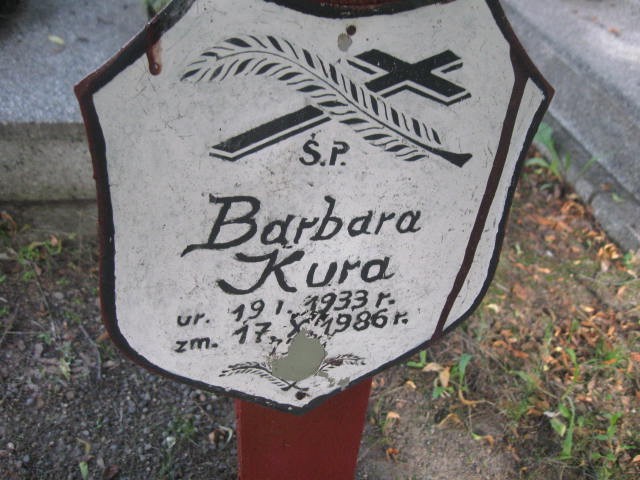 Ś.P.
Barbara
Kura
ur. 19 I. 1933 r.
zm. 17. 1986 r.